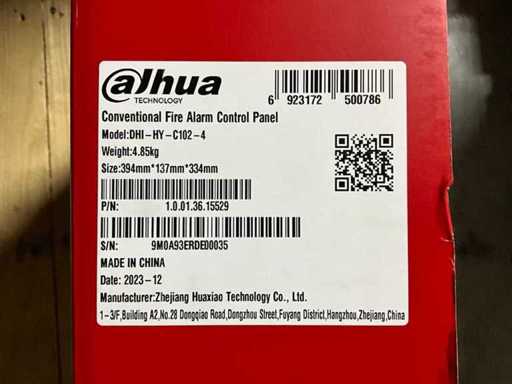 alhua
TECHNOLOGY
6 923172 500786
Conventional Fire Alarm Control Panel
Model:DHI-HY-C102-4
Weight:4.85kg
Size:394mm*137mm*334mm
P/N: 1.0.01.36.15529
S/N: 9M0A93ERDE00035
MADE IN CHINA
Date: 2023-12
Manufacturer:Zhejiang Huaxiao Technology Co., Ltd.
1-3/F,Building A2,No.28 Dongqiao Road,Dongzhou Street,Fuyang District,Hangzhou,Zhejiang,China